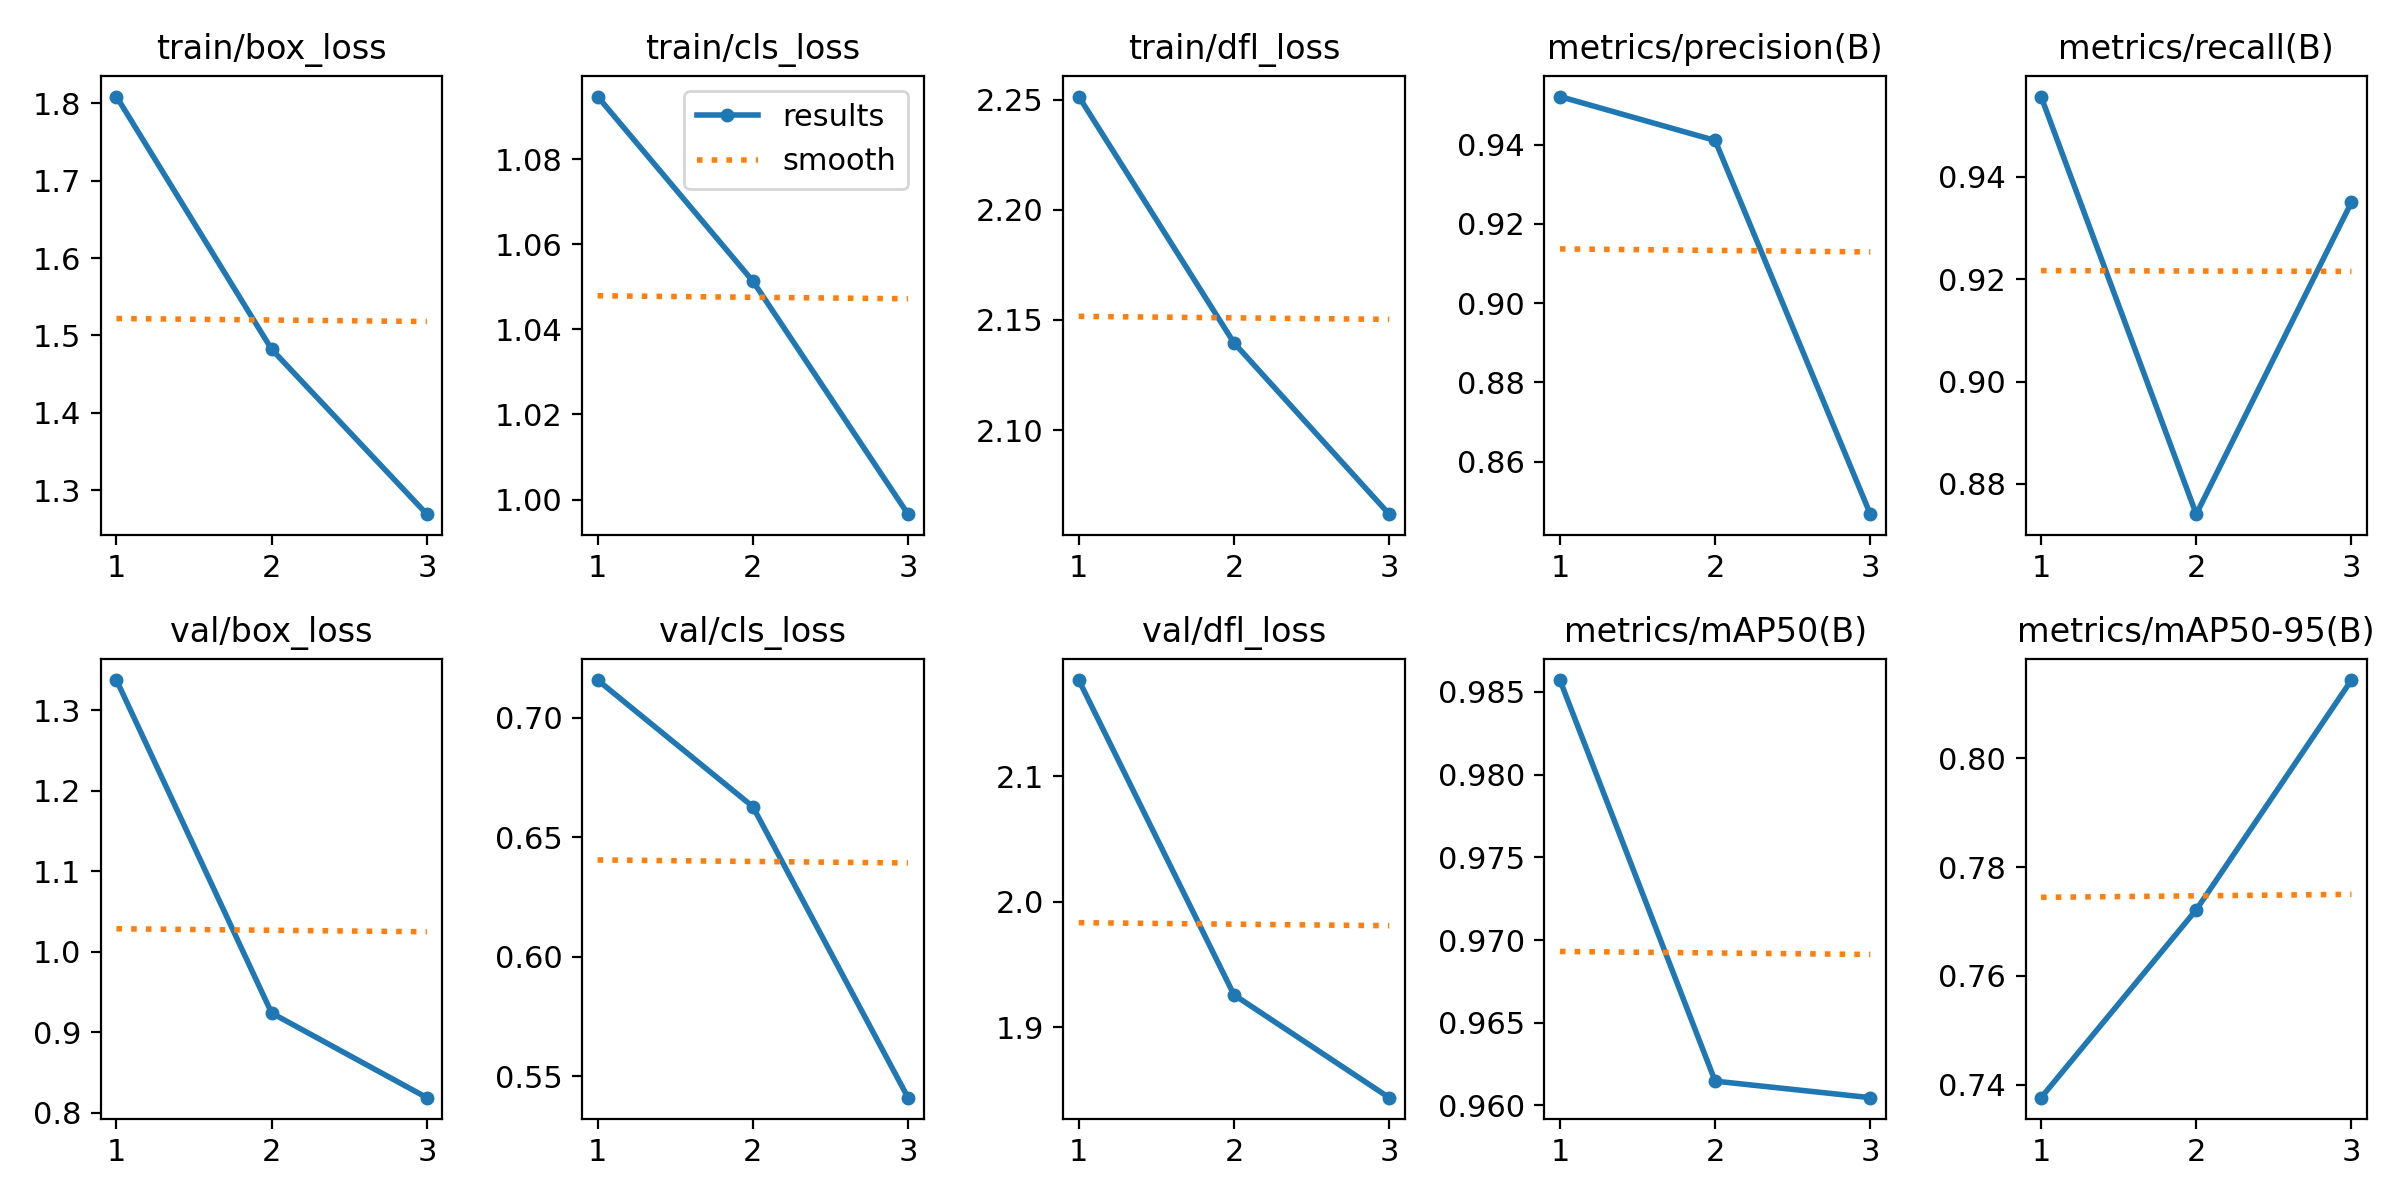 train/box_loss
1.8
1.7
1.6
1.5
1.4
1.3
1 2 3
train/cls_loss
results
smooth
1.08
1.06
1.04
1.02
1.00
1 2 3
train/dfl_loss
2.25
2.20
2.15
2.10
1 2 3
metrics/precision(B)
0.94
0.92
0.90
0.88
0.86
1 2 3
metrics/recall(B)
0.94
0.92
0.90
0.88
1 2 3
val/box_loss
1.3
1.2
1.1
1.0
0.9
0.8
1 2 3
val/cls_loss
0.70
0.65
0.60
0.55
1 2 3
val/dfl_loss
2.1
2.0
1.9
1 2 3
metrics/mAP50(B)
0.985
0.980
0.975
0.970
0.965
0.960
1 2 3
metrics/mAP50-95(B)
0.80
0.78
0.76
0.74
1 2 3